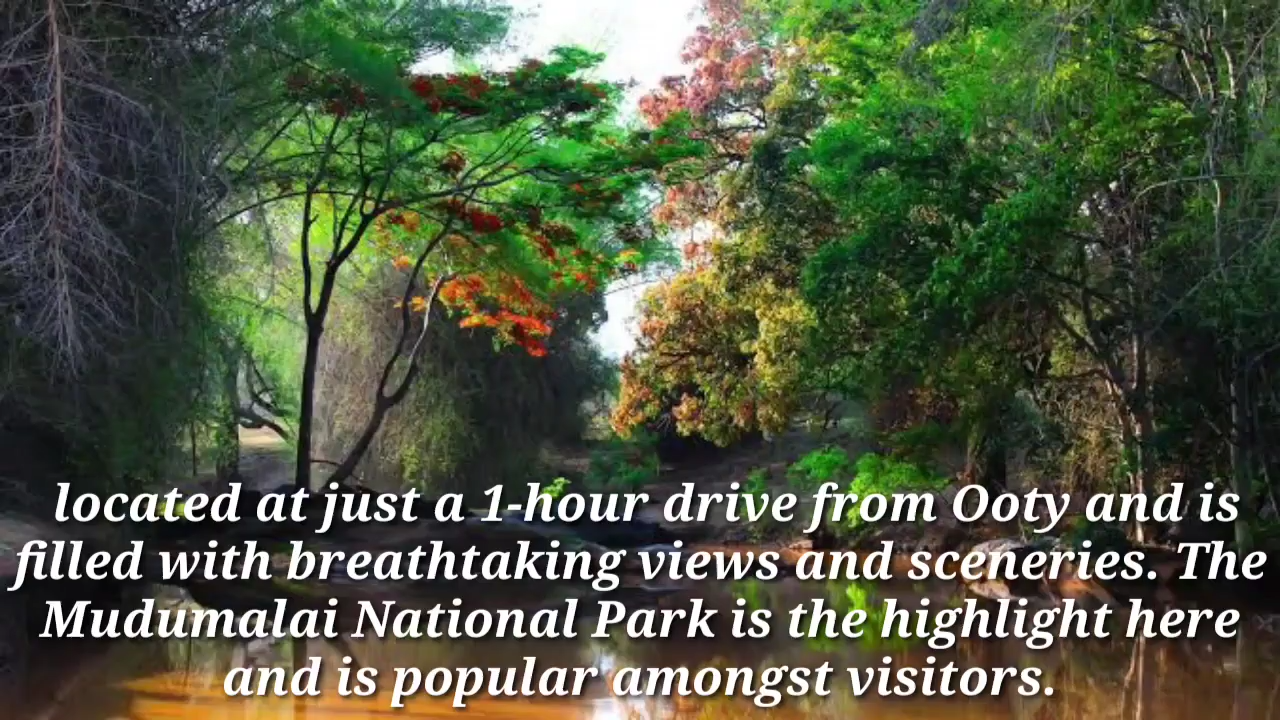 located at just a 1-hour drive from Ooty and is
filled with breathtaking views and sceneries. The
Mudumalai National Park is the highlight here
and is popular amongst visitors.